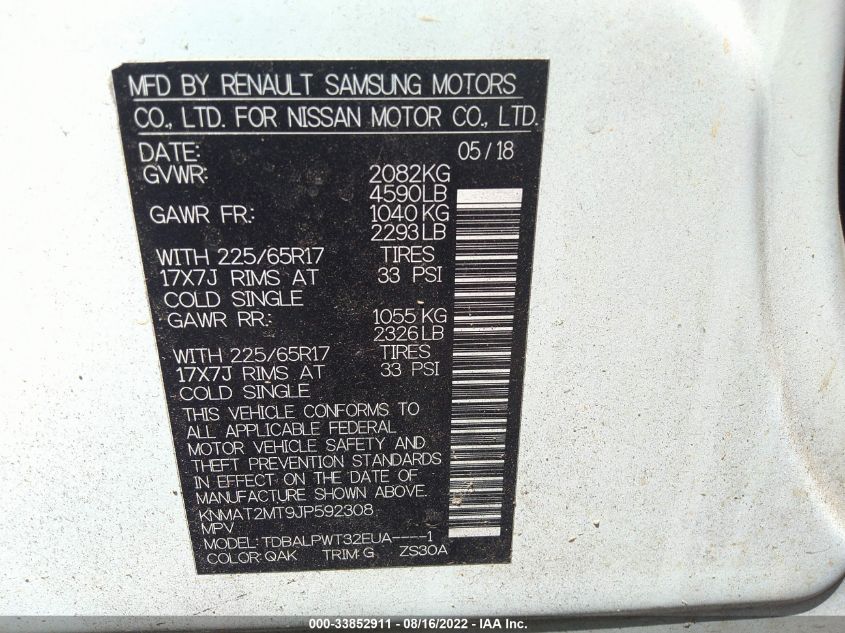 MFD BY RENAULT SAMSUNG MOTORS
CO., LTD. FOR NISSAN MOTOR CO., LTD.
DATE: 05/18
GVWR: 2082KG
4590LB
GAWR FR: 1040 KG
2293 LB
WITH 225/65R17 TIRES
17X7J RIMS AT 33 PSI
COLD SINGLE
GAWR RR: 1055 KG
2326 LB
WITH 225/65R17 TIRES
17X7J RIMS AT 33 PSI
COLD SINGLE
THIS VEHICLE CONFORMS TO
ALL APPLICABLE FEDERAL
MOTOR VEHICLE SAFETY AND
THEFT PREVENTION STANDARDS
IN EFFECT ON THE DATE OF
MANUFACTURE SHOWN ABOVE.
KNMAT2MT9JP592308
MPV
MODEL: TDBALPWT32EUA----1
COLOR: QAK TRIM: G ZS30A
000-33852911 - 08/16/2022 - IAA Inc.